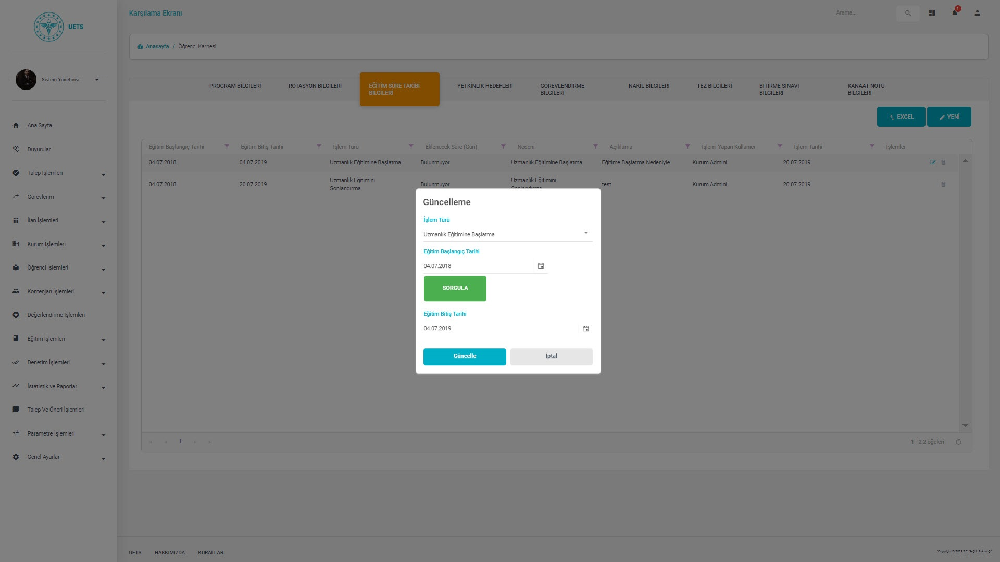 UETS
Sistem Yöneticisi
Ana Sayfa
Duyurular
Talep İşlemleri
Görevlerim
İlan İşlemleri
Kurum İşlemleri
Öğrenci İşlemleri
Kontenjan İşlemleri
Değerlendirme İşlemleri
Eğitim İşlemleri
Denetim İşlemleri
İstatistik ve Raporlar
Talep Ve Öneri İşlemleri
Parametre İşlemleri
Genel Ayarlar
Karşılama Ekranı
Arama...
1
Anasayfa / Öğrenci Karnesi
PROGRAM BİLGİLERİ
ROTASYON BİLGİLERİ
EĞİTİM SÜRE TAKİBİ
BİLGİLERİ
YETKİNLİK HEDEFLERİ
GÖREVLENDİRME
BİLGİLERİ
NAKİL BİLGİLERİ
TEZ BİLGİLERİ
BİTİRME SINAVI
BİLGİLERİ
KANAAT NOTU
BİLGİLERİ
EXCEL
YENİ
Eğitim Başlangıç Tarihi Eğitim Bitiş Tarihi İşlem Türü Eklenecek Süre (Gün) Nedeni Açıklama İşlemi Yapan Kullanıcı İşlem Tarihi İşlemler
04.07.2018 04.07.2019 Uzmanlık Eğitimine Başlatma Bulunmuyor Uzmanlık Eğitimine Başlatma Eğitime Başlatma Nedeniyle Kurum Admini 20.07.2019
04.07.2018 20.07.2019 Uzmanlık Eğitimini
Sonlandırma Bulunmuyor Uzmanlık Eğitimini
Sonlandırma test Kurum Admini 20.07.2019
Güncelleme
İşlem Türü
Uzmanlık Eğitimine Başlatma
Eğitim Başlangıç Tarihi
04.07.2018
SORGULA
Eğitim Bitiş Tarihi
04.07.2019
Güncelle
İptal
1
1 - 2 2 öğeleri
UETS HAKKIMIZDA KURALLAR
"Copyright © 2019 T.C. Sağlık Bakanlığı"